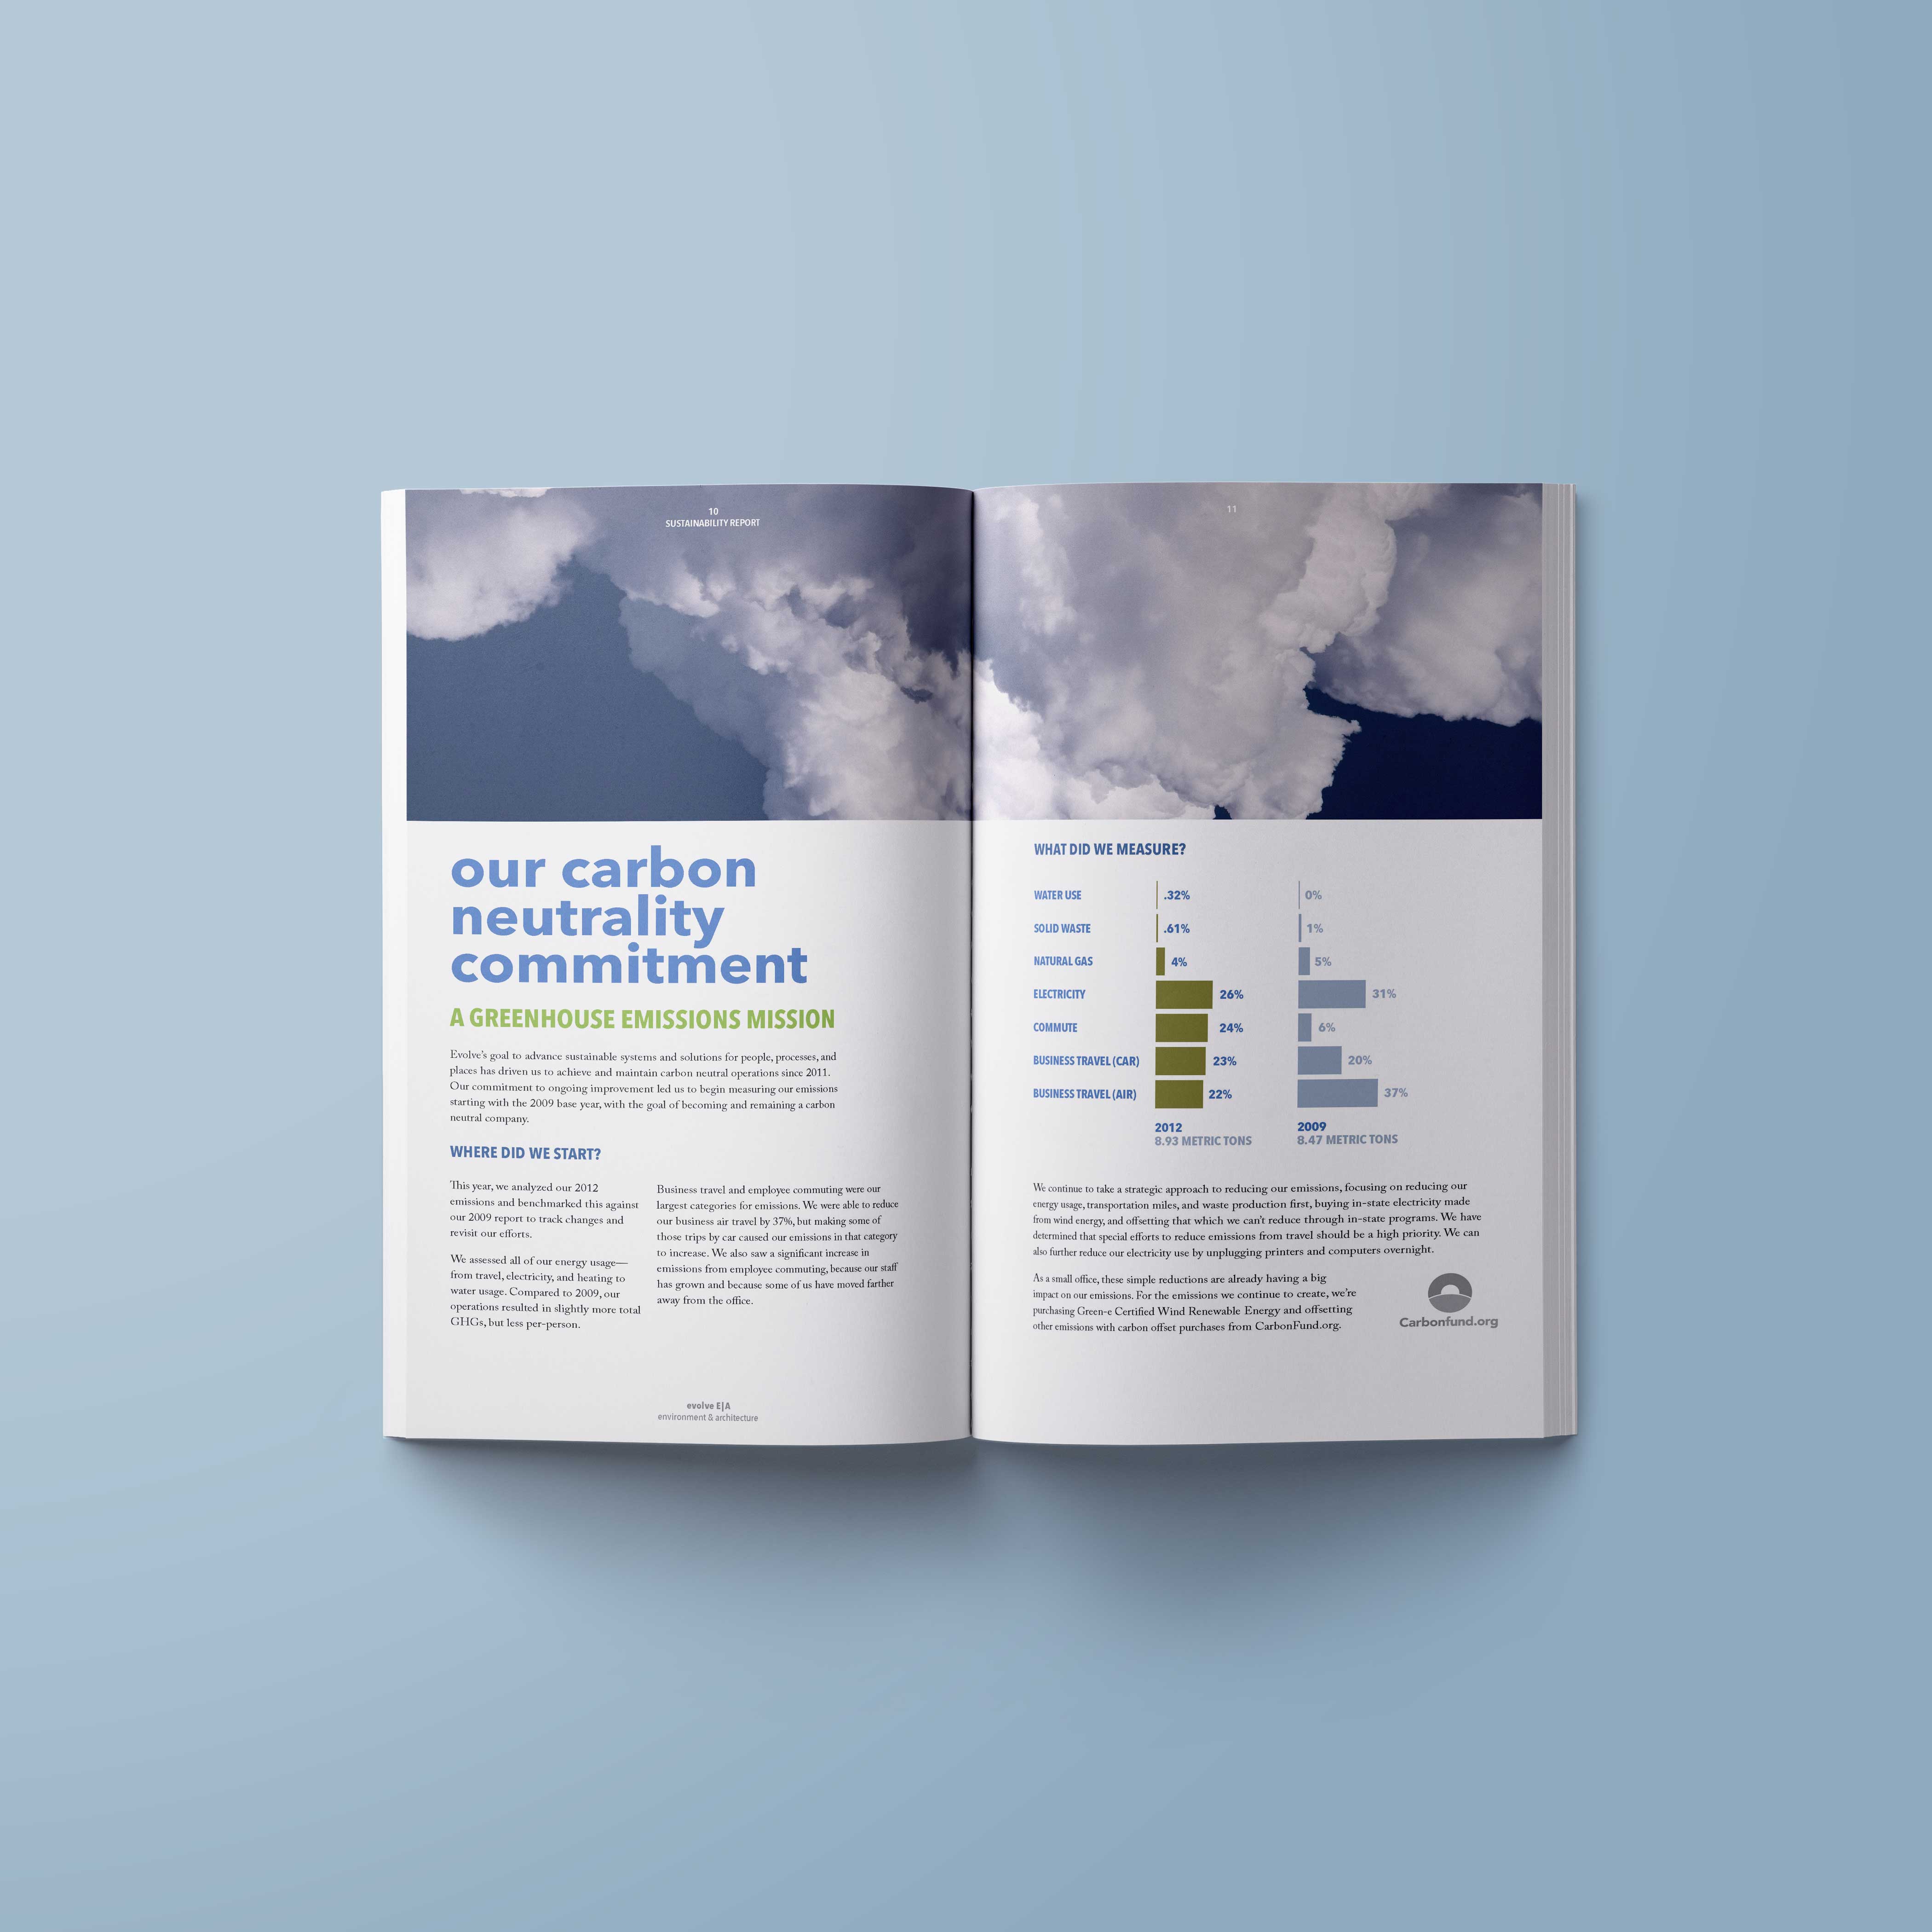 10
SUSTAINABILITY REPORT
our carbon
neutrality
commitment
A GREENHOUSE EMISSIONS MISSION
Evolve's goal to advance sustainable systems and solutions for people, processes, and
places has driven us to achieve and maintain carbon neutral operations since 2011.
Our commitment to ongoing improvement led us to begin measuring our emissions
starting with the 2009 base year, with the goal of becoming and remaining a carbon
neutral company.
WHERE DID WE START?
This year, we analyzed our 2012
emissions and benchmarked this against
our 2009 report to track changes and
revisit our efforts.
We assessed all of our energy usage—
from travel, electricity, and heating to
water usage. Compared to 2009, our
operations resulted in slightly more total
GHGs, but less per-person.
Business travel and employee commuting were our
largest categories for emissions. We were able to reduce
our business air travel by 37%, but making some of
those trips by car caused our emissions in that category
to increase. We also saw a significant increase in
emissions from employee commuting, because our staff
has grown and because some of us have moved farther
away from the office.
evolve E|A
environment & architecture
11
WHAT DID WE MEASURE?
WATER USE .32% 0%
SOLID WASTE .61% 1%
NATURAL GAS 4% 5%
ELECTRICITY 26% 31%
COMMUTE 24% 6%
BUSINESS TRAVEL (CAR) 23% 20%
BUSINESS TRAVEL (AIR) 22% 37%
2012 2009
8.93 METRIC TONS 8.47 METRIC TONS
We continue to take a strategic approach to reducing our emissions, focusing on reducing our
energy usage, transportation miles, and waste production first, buying in-state electricity made
from wind energy, and offsetting that which we can't reduce through in-state programs. We have
determined that special efforts to reduce emissions from travel should be a high priority. We can
also further reduce our electricity use by unplugging printers and computers overnight.
As a small office, these simple reductions are already having a big
impact on our emissions. For the emissions we continue to create, we're
purchasing Green-e Certified Wind Renewable Energy and offsetting
other emissions with carbon offset purchases from CarbonFund.org.
Carbonfund.org